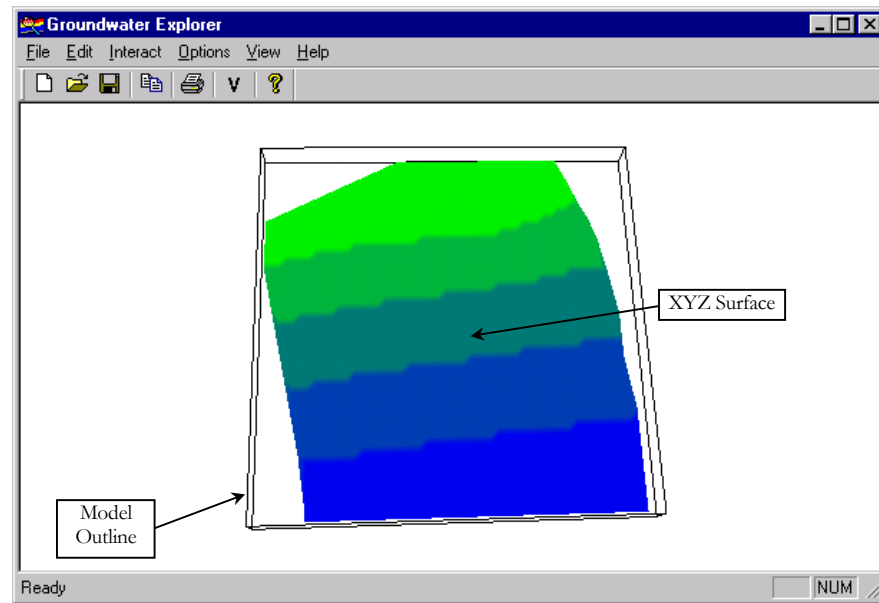 Groundwater Explorer
File Edit Interact Options View Help
V ?
XYZ Surface
Model
Outline
Ready
NUM